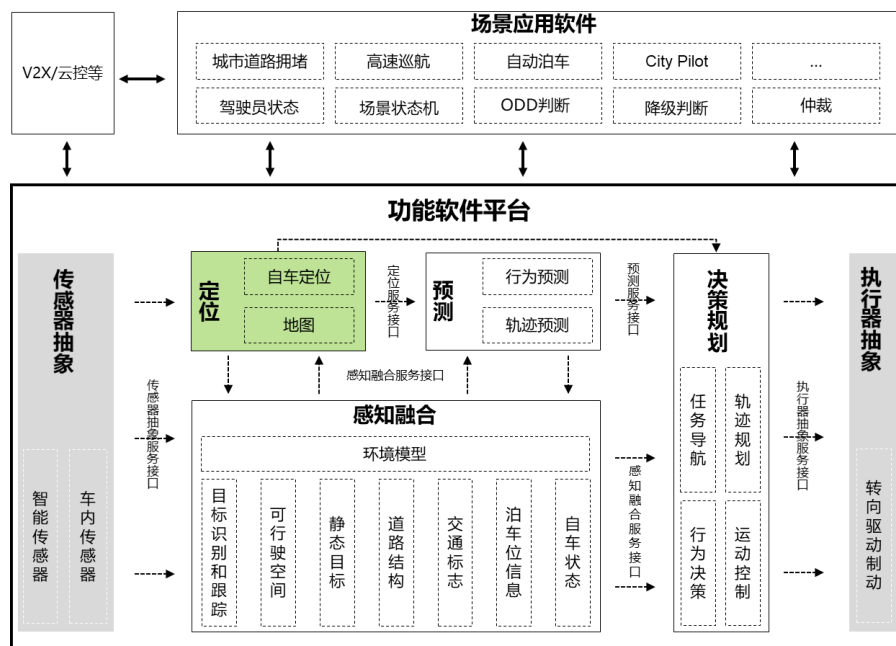 场景应用软件
V2X/云控等
城市道路拥堵
高速巡航
自动泊车
City Pilot
...
驾驶员状态
场景状态机
ODD判断
降级判断
仲裁
功能软件平台
传感器抽象
智能传感器
车内传感器
传感器抽象服务接口
定位
自车定位
地图
定位服务接口
预测
行为预测
轨迹预测
预测服务接口
感知融合服务接口
感知融合
环境模型
目标识别和跟踪
可行驶空间
静态目标
道路结构
交通标志
泊车位信息
自车状态
感知融合服务接口
决策规划
任务导航
轨迹规划
行为决策
运动控制
执行器抽象服务接口
执行器抽象
转向驱动制动